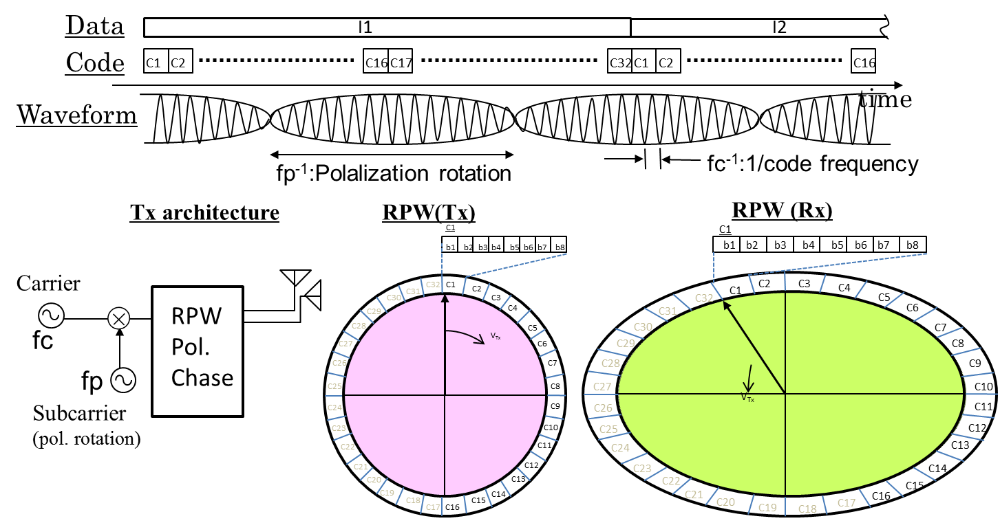 Data
I1
I2
Code
C1 C2 C16 C17 C32 C1 C2 C16
time
Waveform
fp-1:Polalization rotation
fc-1:1/code frequency
Tx architecture
Carrier
fc
fp
Subcarrier
(pol. rotation)
RPW
Pol.
Chase
RPW(Tx)
C1
b1 b2 b3 b4 b5 b6 b7 b8
C1
C2
C3
C4
C5
C6
C7
C8
C9
C10
C11
C12
C13
C14
C15
C16
C17
C18
C19
C20
C21
C22
C23
C24
C25
C26
C27
C28
C29
C30
C31
C32
VTx
RPW (Rx)
C1
b1 b2 b3 b4 b5 b6 b7 b8
C1
C2
C3
C4
C5
C6
C7
C8
C9
C10
C11
C12
C13
C14
C15
C16
C17
C18
C19
C20
C21
C22
C23
C24
C25
C26
C27
C28
C29
C30
C31
C32
VTx